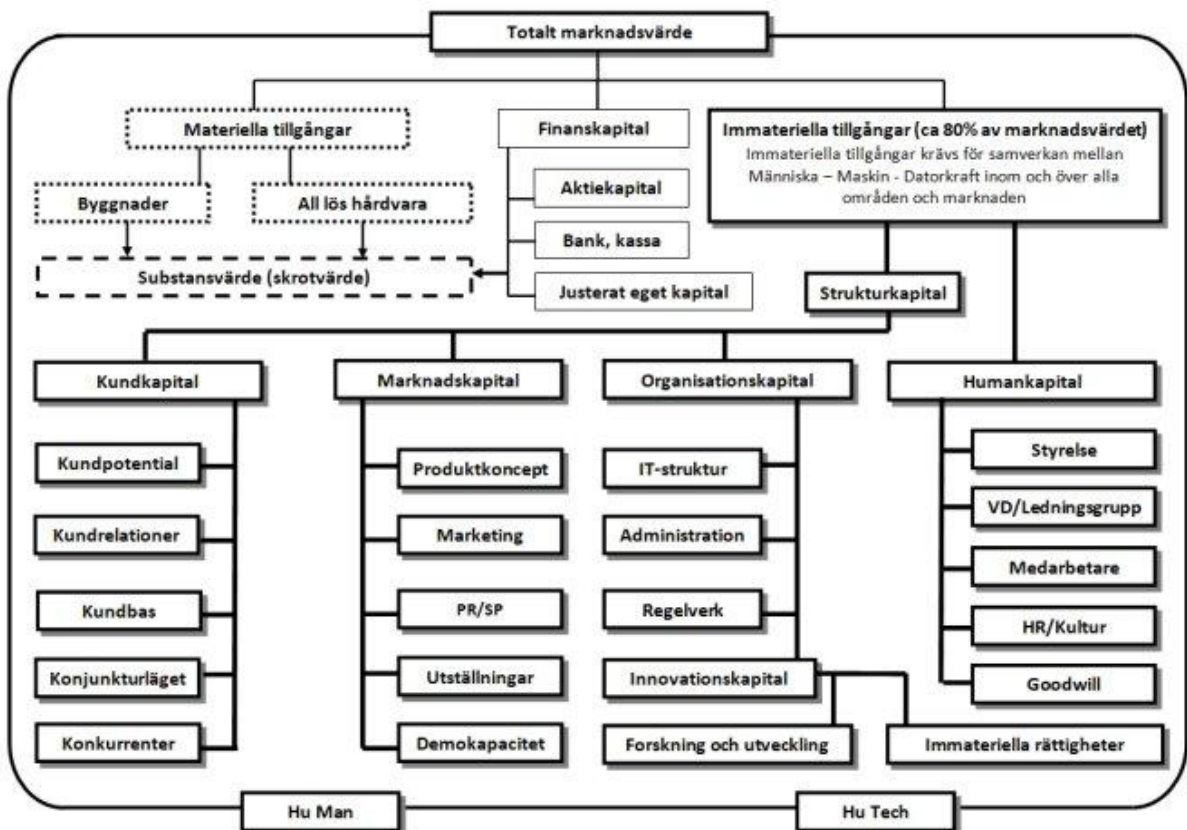 Totalt marknadsvärde
Materiella tillgångar
Finanskapital
Immateriella tillgångar (ca 80% av marknadsvärdet)
Immateriella tillgångar krävs för samverkan mellan
Människa – Maskin - Datorkraft inom och över alla
områden och marknaden
Byggnader
All lös hårdvara
Aktiekapital
Bank, kassa
Substansvärde (skrotvärde)
Justerat eget kapital
Strukturkapital
Kundkapital
Marknadskapital
Organisationskapital
Humankapital
Kundpotential
Kundrelationer
Kundbas
Konjunkturläget
Konkurrenter
Produktkoncept
Marketing
PR/SP
Utställningar
Demokapacitet
IT-struktur
Administration
Regelverk
Innovationskapital
Forskning och utveckling
Immateriella rättigheter
Styrelse
VD/Ledningsgrupp
Medarbetare
HR/Kultur
Goodwill
Hu Man
Hu Tech